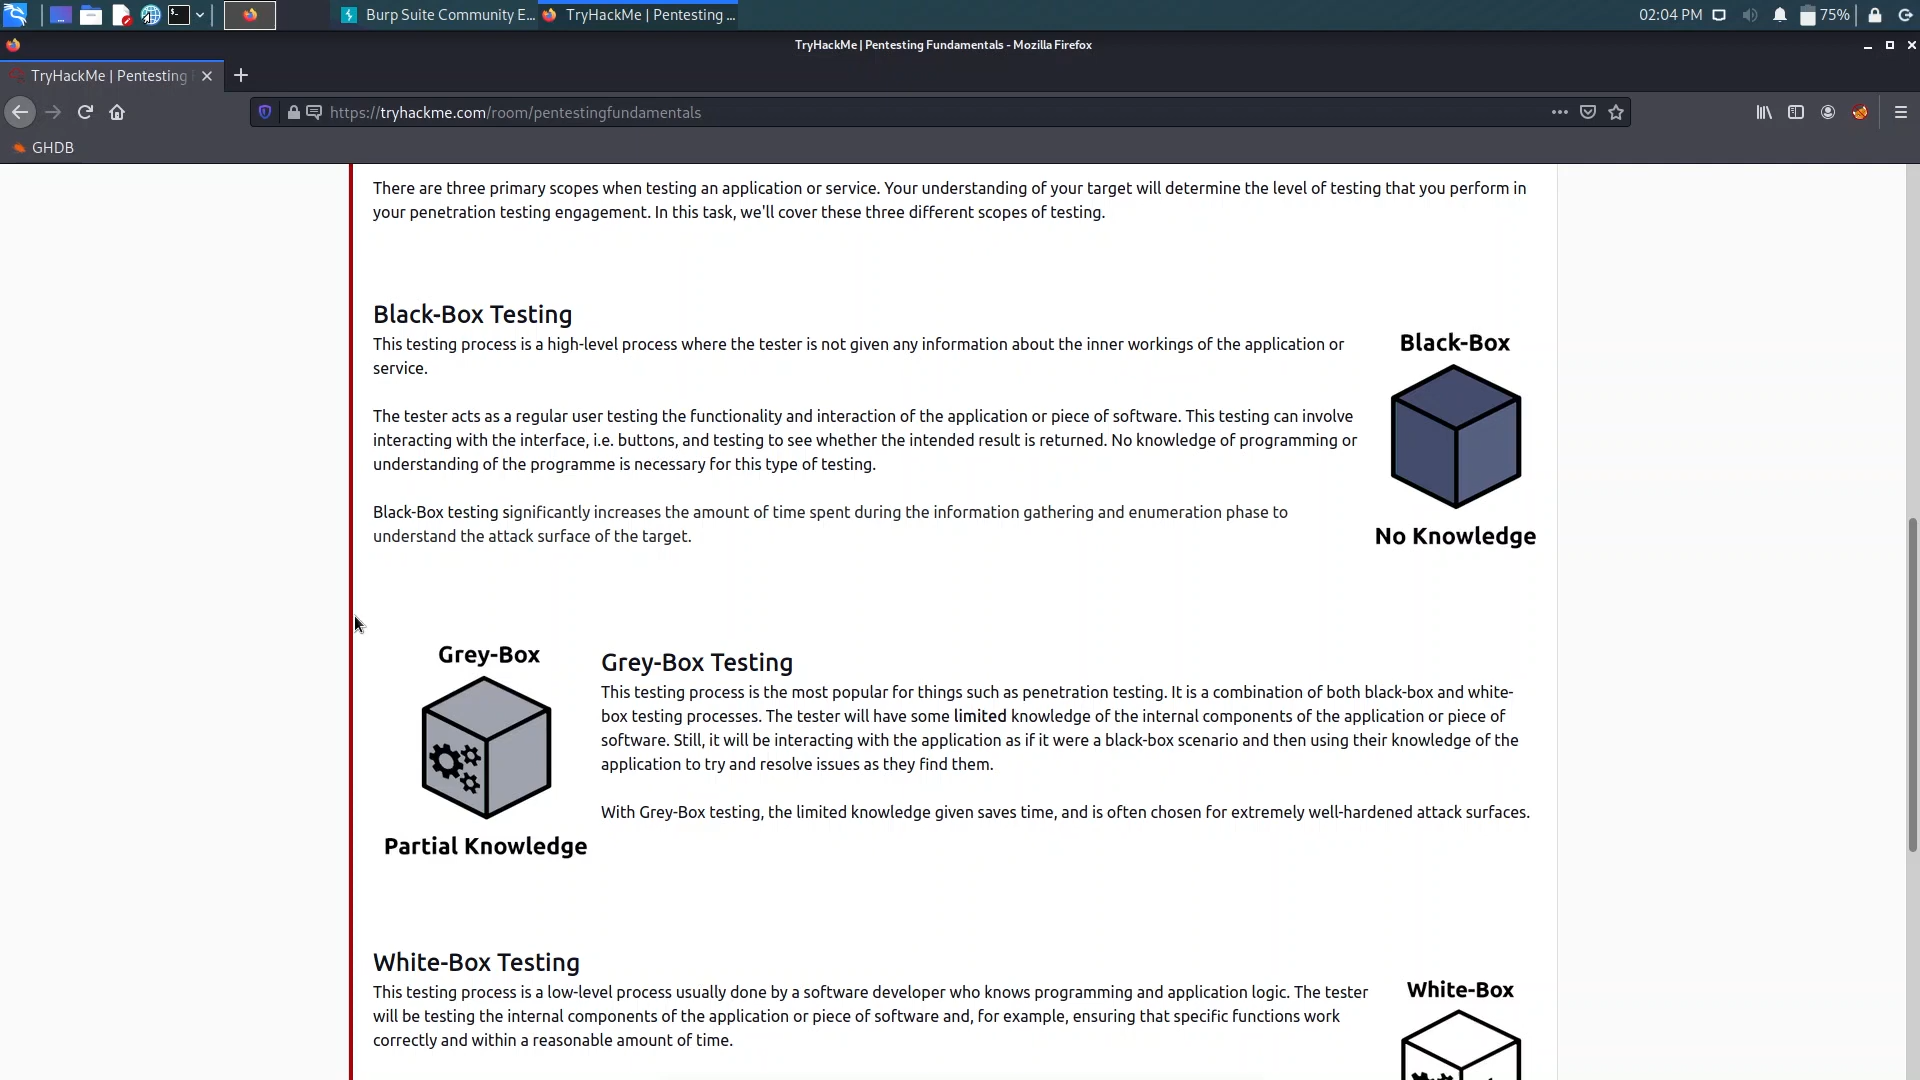 Burp Suite Community E...
TryHackMe | Pentesting ...
02:04 PM
75%
TryHackMe | Pentesting Fundamentals - Mozilla Firefox
TryHackMe | Pentesting
https://tryhackme.com/room/pentestingfundamentals
GHDB
There are three primary scopes when testing an application or service. Your understanding of your target will determine the level of testing that you perform in
your penetration testing engagement. In this task, we'll cover these three different scopes of testing.
Black-Box Testing
This testing process is a high-level process where the tester is not given any information about the inner workings of the application or
service.
The tester acts as a regular user testing the functionality and interaction of the application or piece of software. This testing can involve
interacting with the interface, i.e. buttons, and testing to see whether the intended result is returned. No knowledge of programming or
understanding of the programme is necessary for this type of testing.
Black-Box testing significantly increases the amount of time spent during the information gathering and enumeration phase to
understand the attack surface of the target.
Black-Box
No Knowledge
Grey-Box
Partial Knowledge
Grey-Box Testing
This testing process is the most popular for things such as penetration testing. It is a combination of both black-box and white-
box testing processes. The tester will have some limited knowledge of the internal components of the application or piece of
software. Still, it will be interacting with the application as if it were a black-box scenario and then using their knowledge of the
application to try and resolve issues as they find them.
With Grey-Box testing, the limited knowledge given saves time, and is often chosen for extremely well-hardened attack surfaces.
White-Box Testing
This testing process is a low-level process usually done by a software developer who knows programming and application logic. The tester
will be testing the internal components of the application or piece of software and, for example, ensuring that specific functions work
correctly and within a reasonable amount of time.
White-Box